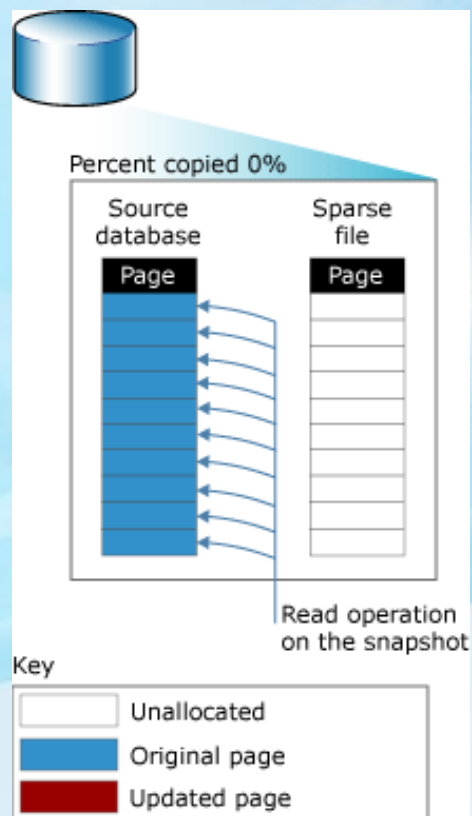 Percent copied 0%
Source
database
Sparse
file
Page
Page
Read operation
on the snapshot
Key
Unallocated
Original page
Updated page